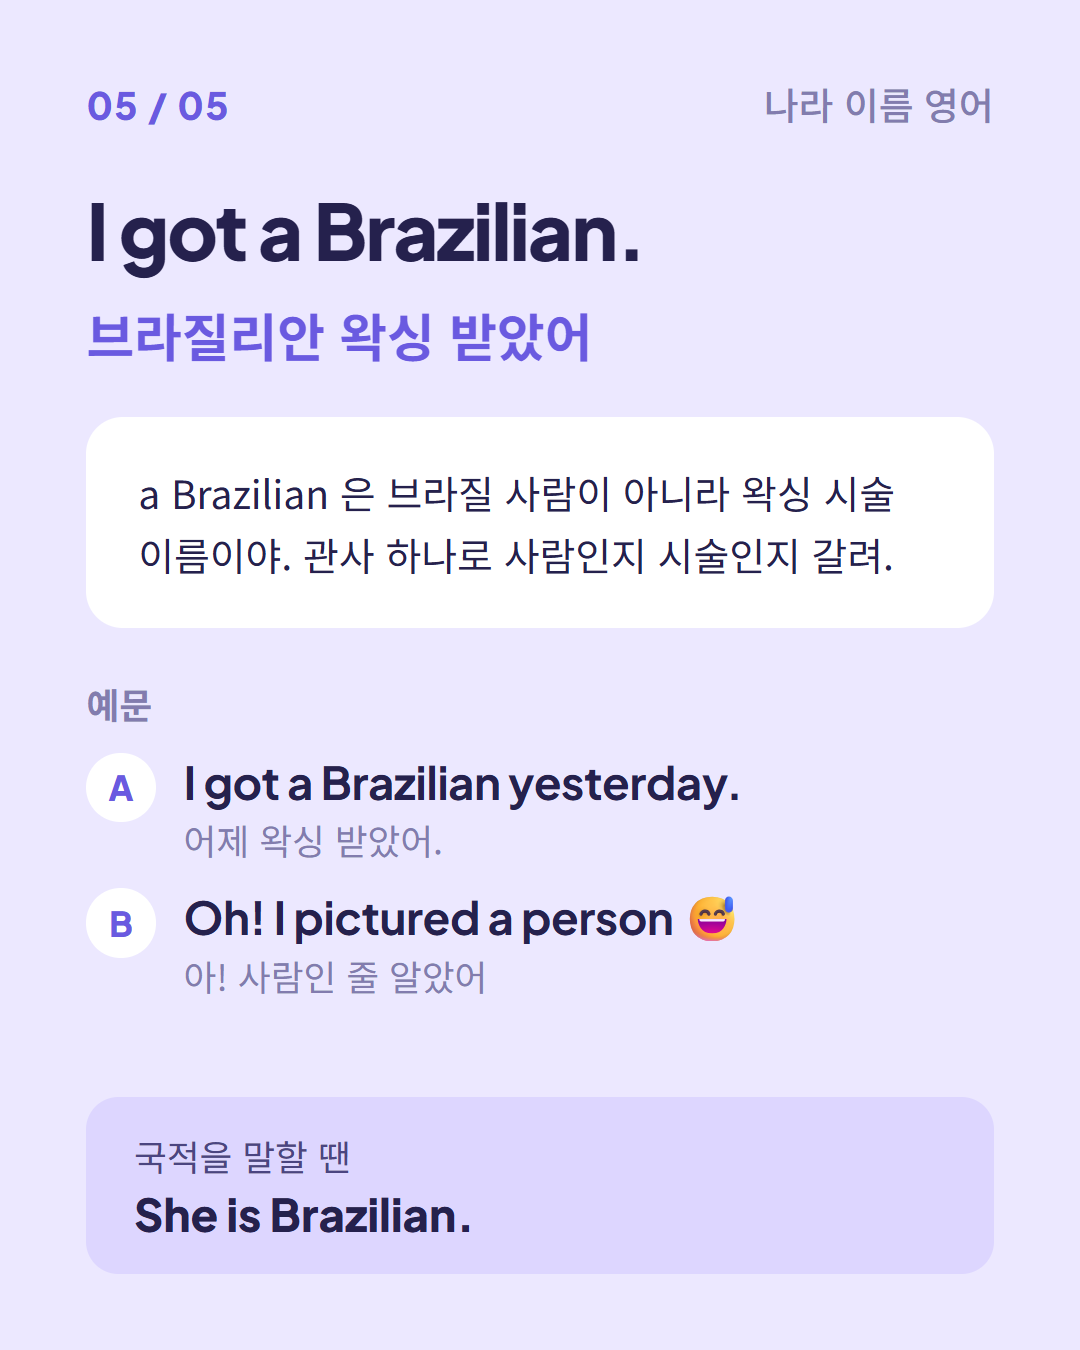 05 / 05
나라 이름 영어
I got a Brazilian.
브라질리안 왁싱 받았어
a Brazilian 은 브라질 사람이 아니라 왁싱 시술
이름이야. 관사 하나로 사람인지 시술인지 갈려.
예문
A
I got a Brazilian yesterday.
어제 왁싱 받았어.
B
Oh! I pictured a person 😅
아! 사람인 줄 알았어
국적을 말할 땐
She is Brazilian.